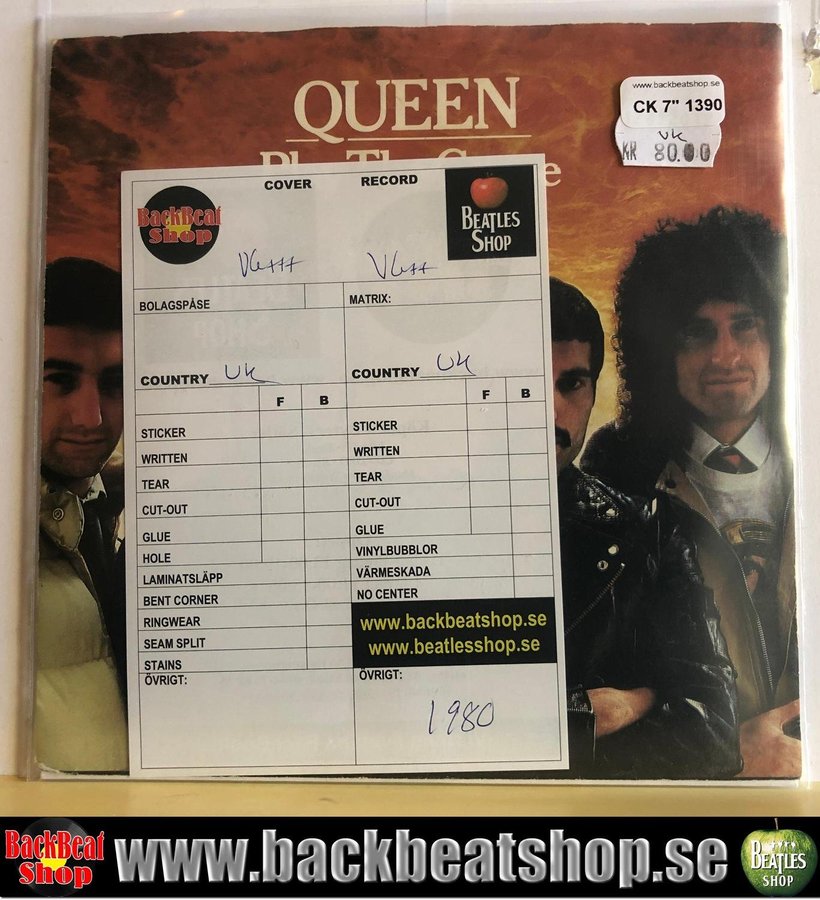 QUEEN
Play The Game
www.backbeatshop.se
CK 7" 1390
UK
KR 80.00
BackBeat
Shop
COVER
RECORD
BEATLES
SHOP
VG+++
VG++
BOLAGSPÅSE
MATRIX:
COUNTRY UK
COUNTRY UK
F B
F B
STICKER
STICKER
WRITTEN
WRITTEN
TEAR
TEAR
CUT-OUT
CUT-OUT
GLUE
GLUE
HOLE
VINYLBUBBLOR
LAMINATSLÄPP
VÄRMESKADA
BENT CORNER
NO CENTER
RINGWEAR
SEAM SPLIT
STAINS
www.backbeatshop.se
www.beatlesshop.se
ÖVRIGT:
ÖVRIGT:
1980
BackBeat
Shop
www.backbeatshop.se
BEATLES
SHOP